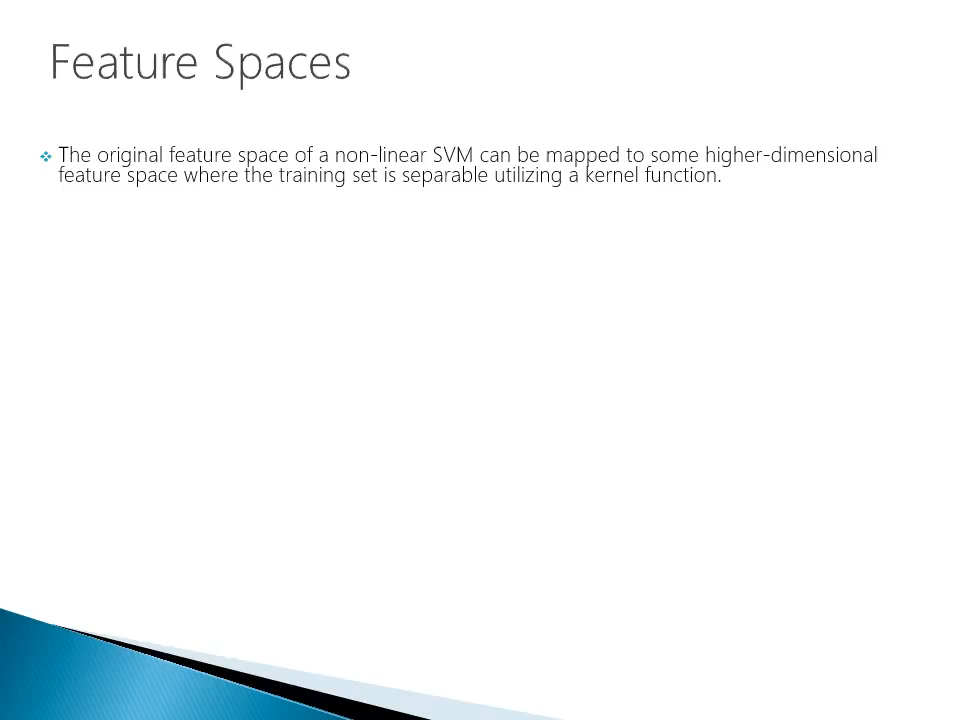 Feature Spaces
The original feature space of a non-linear SVM can be mapped to some higher-dimensional
feature space where the training set is separable utilizing a kernel function.